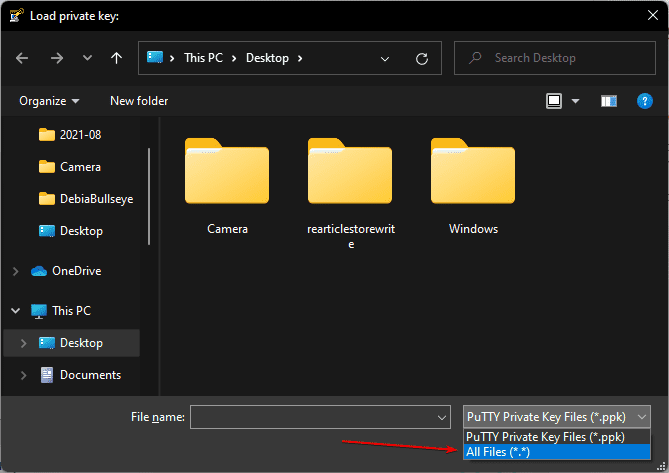 Load private key:
This PC Desktop
Search Desktop
Organize
New folder
?
2021-08
Camera
DebiaBullseye
Desktop
OneDrive
This PC
Desktop
Documents
Camera
rearticlestorewrit
e
Windows
File name:
PuTTY Private Key Files (*.ppk)
PuTTY Private Key Files (*.ppk)
All Files (*.*)